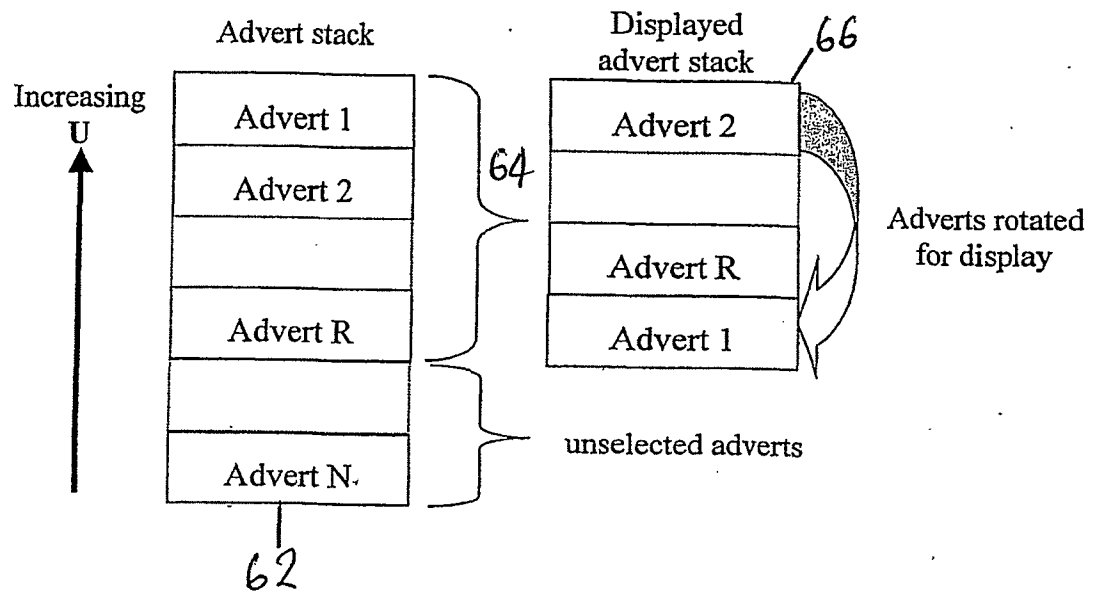 Advert stack
Displayed
advert stack
66
Increasing
U
Advert 1
Advert 2
Advert R
Advert N
64
Advert 2
Advert R
Advert 1
Adverts rotated
for display
unselected adverts
62